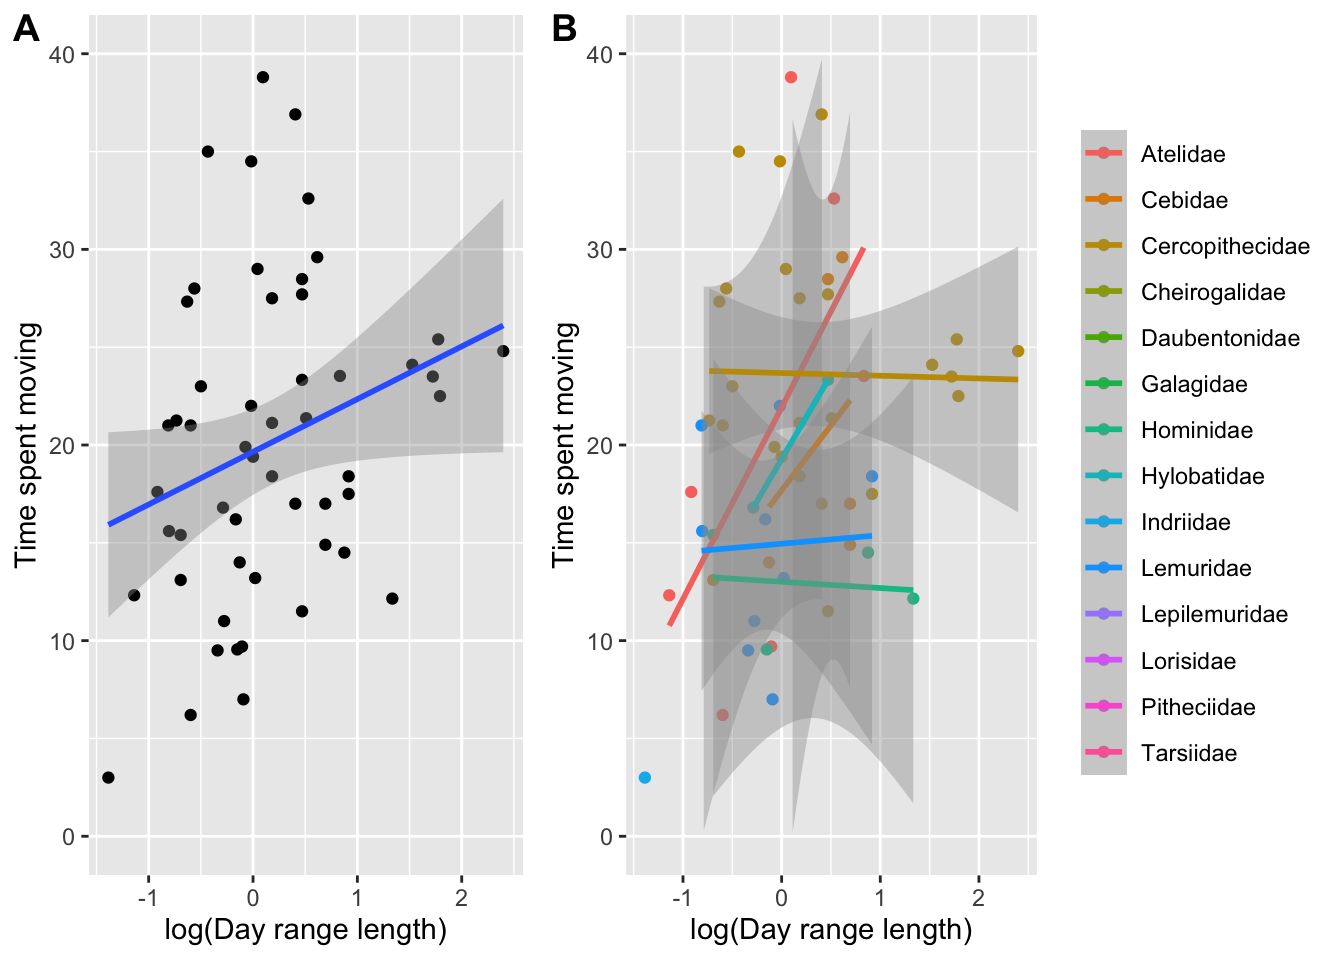 A
40
30
20
10
0
-1 0 1 2
Time spent moving
log(Day range length)
B
40
30
20
10
0
-1 0 1 2
Time spent moving
log(Day range length)
Atelidae
Cebidae
Cercopithecidae
Cheirogalidae
Daubentonidae
Galagidae
Hominidae
Hylobatidae
Indriidae
Lemuridae
Lepilemuridae
Lorisidae
Pitheciidae
Tarsiidae